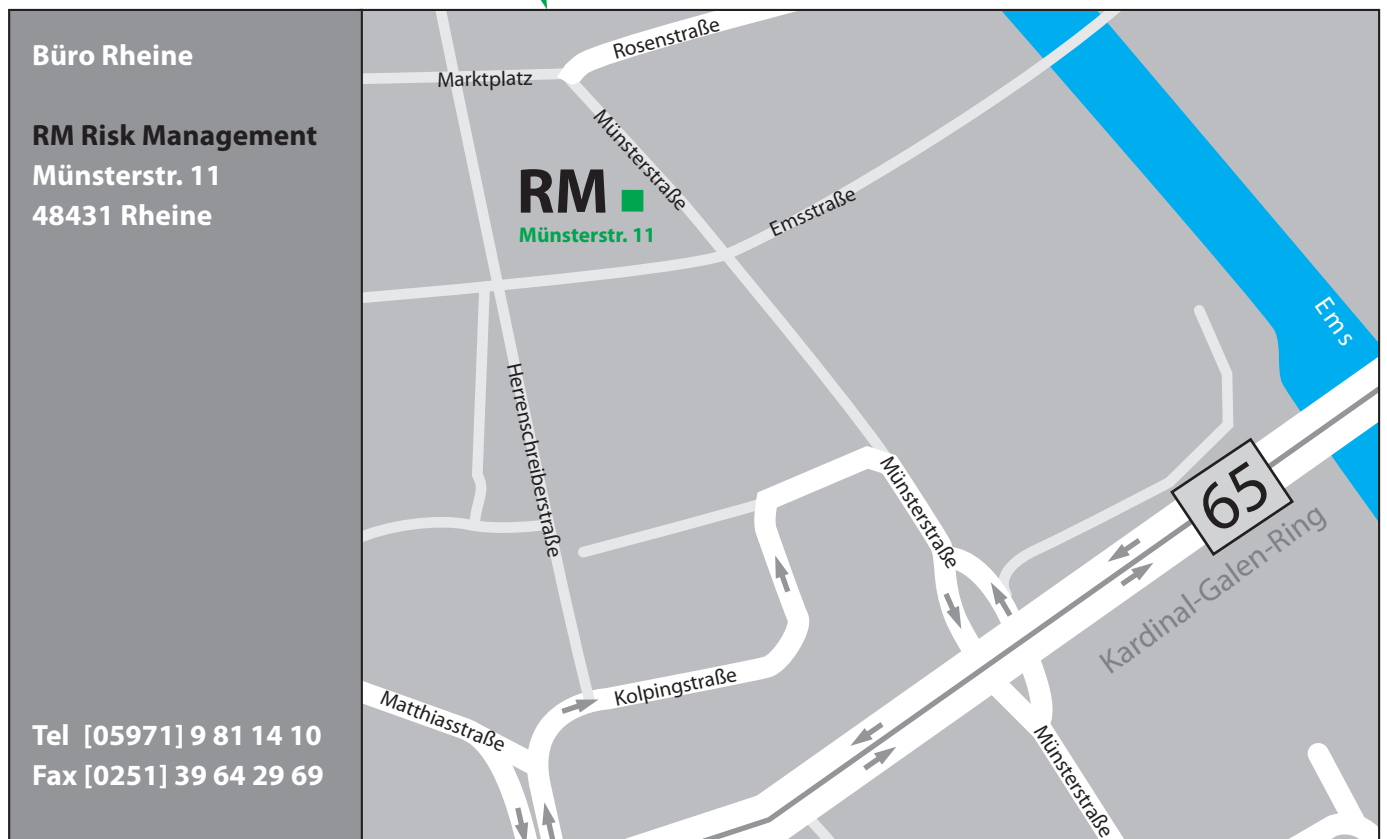 Büro Rheine
RM Risk Management
Münsterstr. 11
48431 Rheine
Tel [05971] 9 81 14 10
Fax [0251] 39 64 29 69
Rosenstraße
Marktplatz
Münsterstraße
RM
Münsterstr. 11
Emsstraße
Ems
Herrenschreiberstraße
Münsterstraße
65
Kardinal-Galen-Ring
Kolpingstraße
Matthiasstraße
Münsterstraße